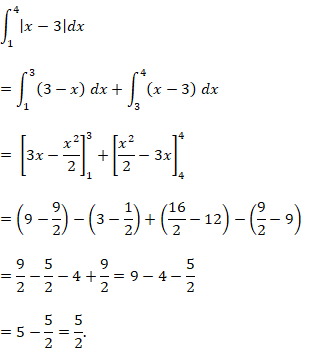 ∫₁⁴ |x − 3|dx
= ∫₁³ (3 − x) dx + ∫₃⁴ (x − 3) dx
= [3x − x²/2]₁³ + [x²/2 − 3x]₄⁴
= (9 − 9/2) − (3 − 1/2) + (16/2 − 12) − (9/2 − 9)
= 9/2 − 5/2 − 4 + 9/2 = 9 − 4 − 5/2
= 5 − 5/2 = 5/2.